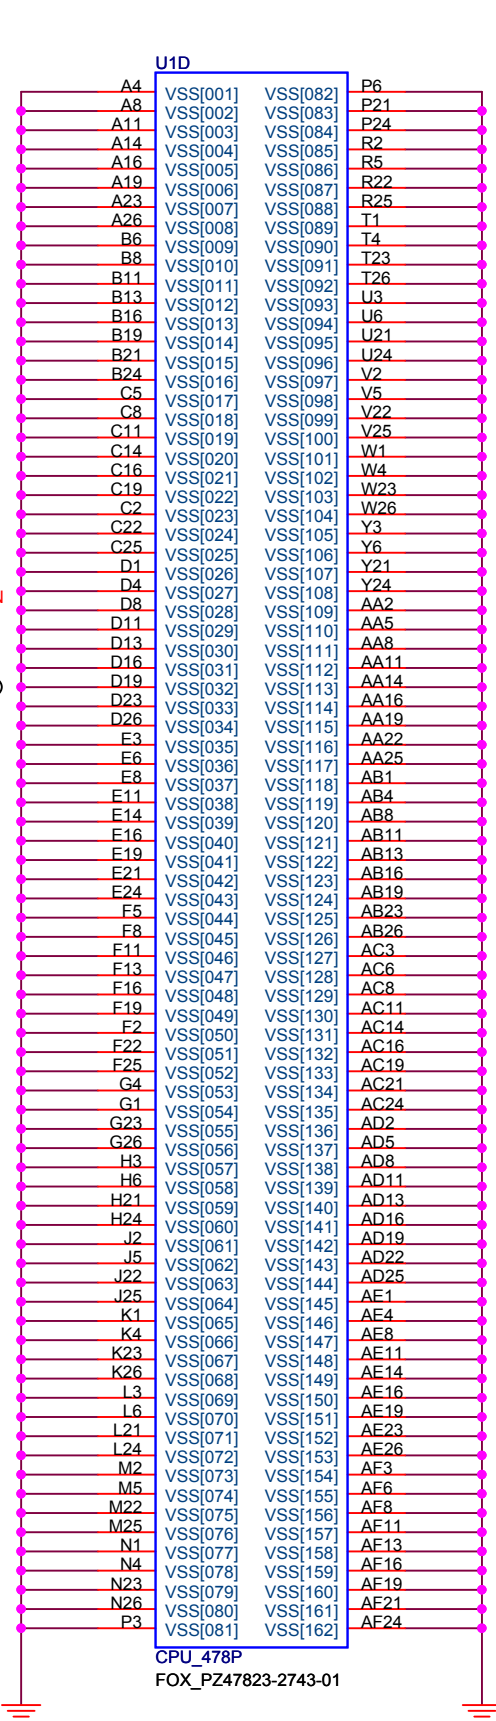 U1D
A4 VSS[001] VSS[082] P6
A8 VSS[002] VSS[083] P21
A11 VSS[003] VSS[084] P24
A14 VSS[004] VSS[085] R2
A16 VSS[005] VSS[086] R5
A19 VSS[006] VSS[087] R22
A23 VSS[007] VSS[088] R25
A26 VSS[008] VSS[089] T1
B6 VSS[009] VSS[090] T4
B8 VSS[010] VSS[091] T23
B11 VSS[011] VSS[092] T26
B13 VSS[012] VSS[093] U3
B16 VSS[013] VSS[094] U6
B19 VSS[014] VSS[095] U21
B21 VSS[015] VSS[096] U24
B24 VSS[016] VSS[097] V2
C5 VSS[017] VSS[098] V5
C8 VSS[018] VSS[099] V22
C11 VSS[019] VSS[100] V25
C14 VSS[020] VSS[101] W1
C16 VSS[021] VSS[102] W4
C19 VSS[022] VSS[103] W23
C2 VSS[023] VSS[104] W26
C22 VSS[024] VSS[105] Y3
C25 VSS[025] VSS[106] Y6
D1 VSS[026] VSS[107] Y21
D4 VSS[027] VSS[108] Y24
D8 VSS[028] VSS[109] AA2
D11 VSS[029] VSS[110] AA5
D13 VSS[030] VSS[111] AA8
D16 VSS[031] VSS[112] AA11
D19 VSS[032] VSS[113] AA14
D23 VSS[033] VSS[114] AA16
D26 VSS[034] VSS[115] AA19
E3 VSS[035] VSS[116] AA22
E6 VSS[036] VSS[117] AA25
E8 VSS[037] VSS[118] AB1
E11 VSS[038] VSS[119] AB4
E14 VSS[039] VSS[120] AB8
E16 VSS[040] VSS[121] AB11
E19 VSS[041] VSS[122] AB13
E21 VSS[042] VSS[123] AB16
E24 VSS[043] VSS[124] AB19
F5 VSS[044] VSS[125] AB23
F8 VSS[045] VSS[126] AB26
F11 VSS[046] VSS[127] AC3
F13 VSS[047] VSS[128] AC6
F16 VSS[048] VSS[129] AC8
F19 VSS[049] VSS[130] AC11
F2 VSS[050] VSS[131] AC14
F22 VSS[051] VSS[132] AC16
F25 VSS[052] VSS[133] AC19
G4 VSS[053] VSS[134] AC21
G1 VSS[054] VSS[135] AC24
G23 VSS[055] VSS[136] AD2
G26 VSS[056] VSS[137] AD5
H3 VSS[057] VSS[138] AD8
H6 VSS[058] VSS[139] AD11
H21 VSS[059] VSS[140] AD13
H24 VSS[060] VSS[141] AD16
J2 VSS[061] VSS[142] AD19
J5 VSS[062] VSS[143] AD22
J22 VSS[063] VSS[144] AD25
J25 VSS[064] VSS[145] AE1
K1 VSS[065] VSS[146] AE4
K4 VSS[066] VSS[147] AE8
K23 VSS[067] VSS[148] AE11
K26 VSS[068] VSS[149] AE14
L3 VSS[069] VSS[150] AE16
L6 VSS[070] VSS[151] AE19
L21 VSS[071] VSS[152] AE23
L24 VSS[072] VSS[153] AE26
M2 VSS[073] VSS[154] AF3
M5 VSS[074] VSS[155] AF6
M22 VSS[075] VSS[156] AF8
M25 VSS[076] VSS[157] AF11
N1 VSS[077] VSS[158] AF13
N4 VSS[078] VSS[159] AF16
N23 VSS[079] VSS[160] AF19
N26 VSS[080] VSS[161] AF21
P3 VSS[081] VSS[162] AF24
CPU_478P
FOX_PZ47823-2743-01